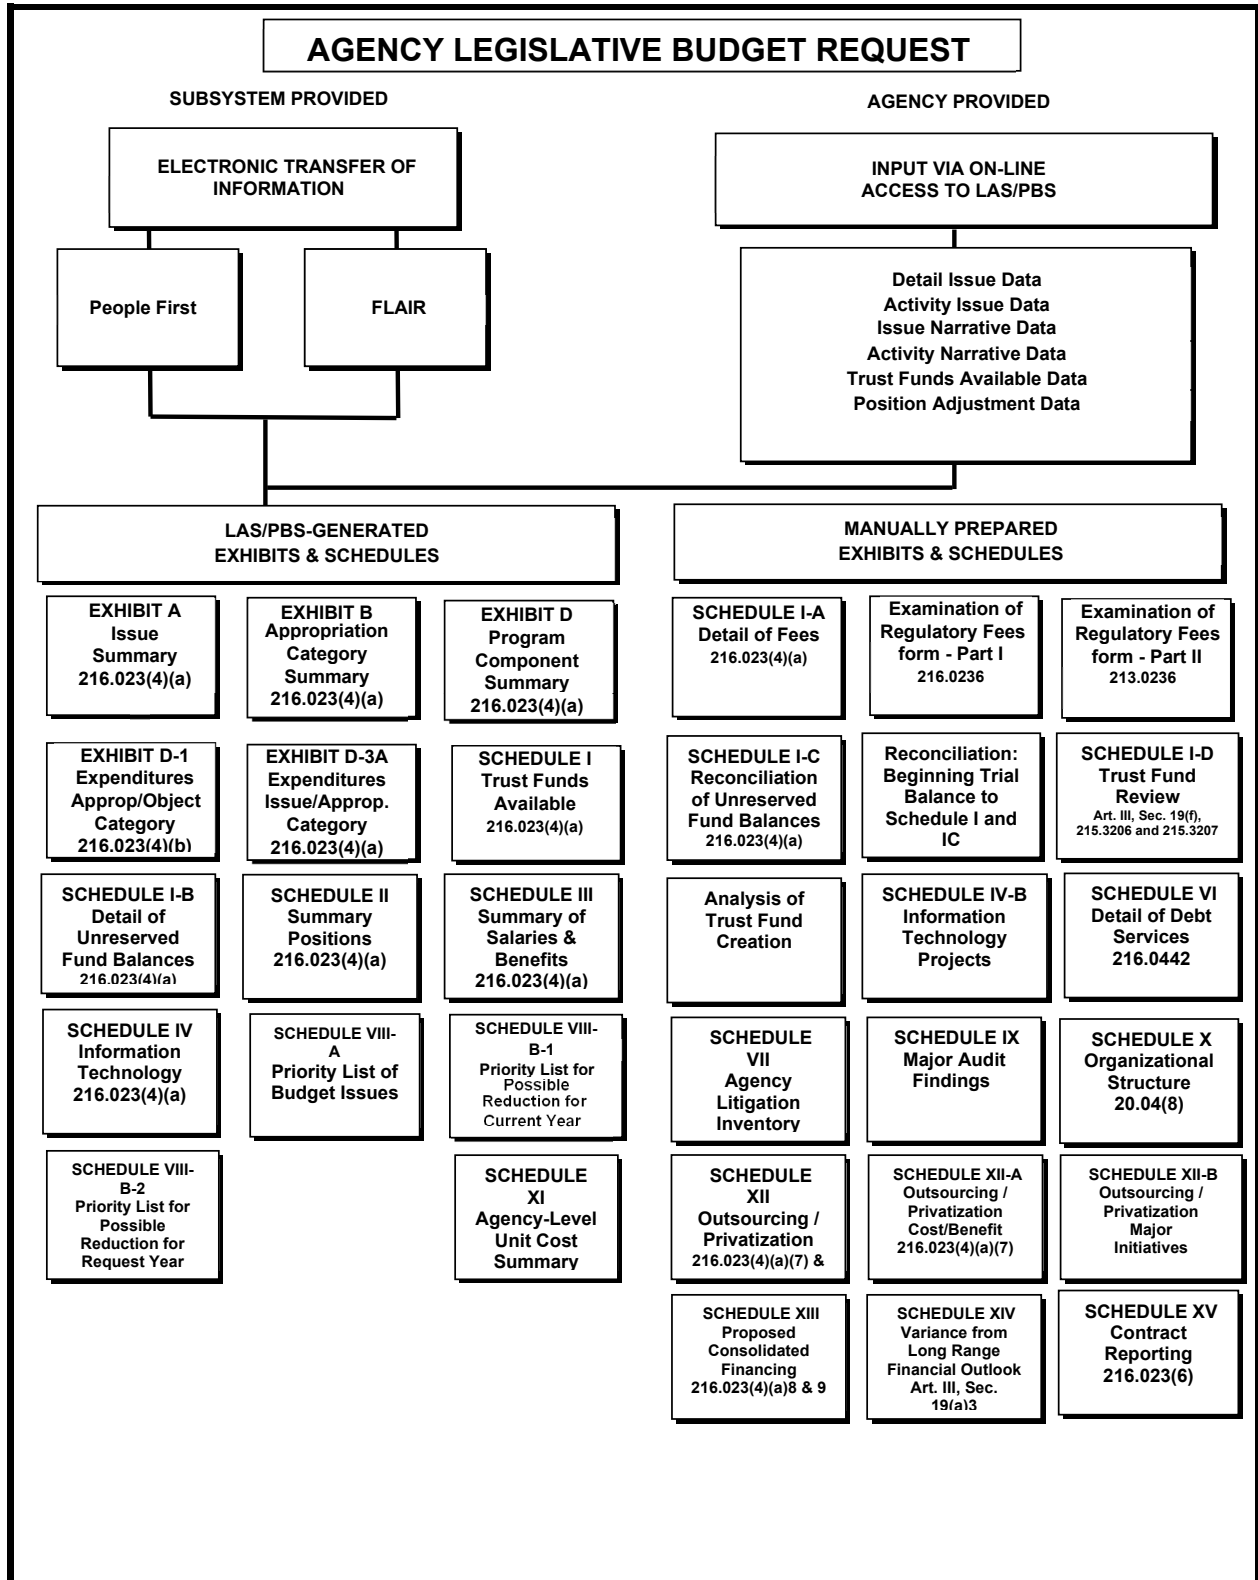 AGENCY LEGISLATIVE BUDGET REQUEST
SUBSYSTEM PROVIDED
AGENCY PROVIDED
ELECTRONIC TRANSFER OF
INFORMATION
INPUT VIA ON-LINE
ACCESS TO LAS/PBS
People First
FLAIR
Detail Issue Data
Activity Issue Data
Issue Narrative Data
Activity Narrative Data
Trust Funds Available Data
Position Adjustment Data
LAS/PBS-GENERATED
EXHIBITS & SCHEDULES
MANUALLY PREPARED
EXHIBITS & SCHEDULES
EXHIBIT A
Issue
Summary
216.023(4)(a)
EXHIBIT B
Appropriation
Category
Summary
216.023(4)(a)
EXHIBIT D
Program
Component
Summary
216.023(4)(a)
SCHEDULE I-A
Detail of Fees
216.023(4)(a)
Examination of
Regulatory Fees
form - Part I
216.0236
Examination of
Regulatory Fees
form - Part II
213.0236
EXHIBIT D-1
Expenditures
Approp/Object
Category
216.023(4)(b)
EXHIBIT D-3A
Expenditures
Issue/Approp.
Category
216.023(4)(a)
SCHEDULE I
Trust Funds
Available
216.023(4)(a)
SCHEDULE I-C
Reconciliation
of Unreserved
Fund Balances
216.023(4)(a)
Reconciliation:
Beginning Trial
Balance to
Schedule I and
IC
SCHEDULE I-D
Trust Fund
Review
Art. III, Sec. 19(f),
215.3206 and 215.3207
SCHEDULE I-B
Detail of
Unreserved
Fund Balances
216.023(4)(a)
SCHEDULE II
Summary
Positions
216.023(4)(a)
SCHEDULE III
Summary of
Salaries &
Benefits
216.023(4)(a)
Analysis of
Trust Fund
Creation
SCHEDULE IV-B
Information
Technology
Projects
SCHEDULE VI
Detail of Debt
Services
216.0442
SCHEDULE IV
Information
Technology
216.023(4)(a)
SCHEDULE VIII-
A
Priority List of
Budget Issues
SCHEDULE VIII-
B-1
Priority List for
Possible
Reduction for
Current Year
SCHEDULE
VII
Agency
Litigation
Inventory
SCHEDULE IX
Major Audit
Findings
SCHEDULE X
Organizational
Structure
20.04(8)
SCHEDULE VIII-
B-2
Priority List for
Possible
Reduction for
Request Year
SCHEDULE
XI
Agency-Level
Unit Cost
Summary
SCHEDULE
XII
Outsourcing /
Privatization
216.023(4)(a)(7) &
SCHEDULE XII-A
Outsourcing /
Privatization
Cost/Benefit
216.023(4)(a)(7)
SCHEDULE XII-B
Outsourcing /
Privatization
Major
Initiatives
SCHEDULE XIII
Proposed
Consolidated
Financing
216.023(4)(a)8 & 9
SCHEDULE XIV
Variance from
Long Range
Financial Outlook
Art. III, Sec.
19(a)3
SCHEDULE XV
Contract
Reporting
216.023(6)